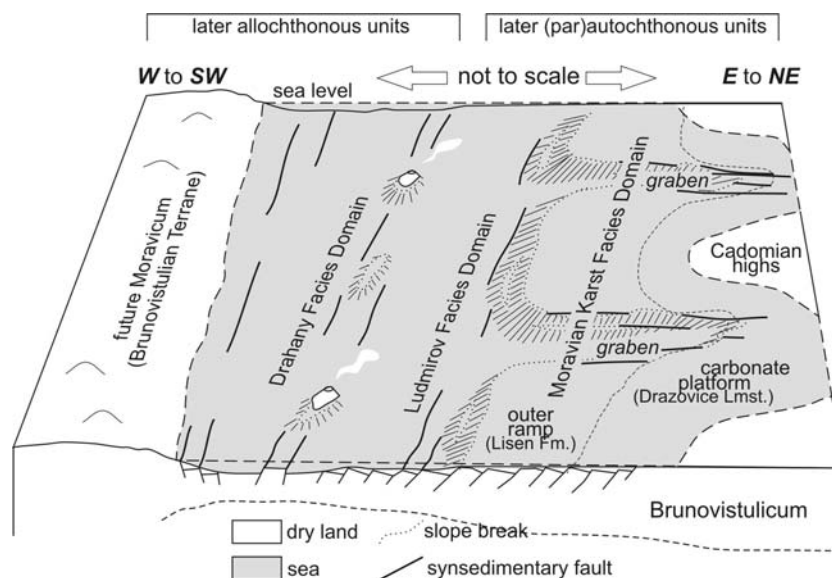 later allochthonous units
later (par)autochthonous units
W to SW
not to scale
E to NE
sea level
future Moravicum
(Brunovistulian Terrane)
Drahany Facies Domain
Ludmirov Facies Domain
Moravian Karst Facies Domain
graben
Cadomian
highs
graben
carbonate
platform
(Drazovice Lmst.)
outer
ramp
(Lisen Fm.)
Brunovistulicum
dry land
slope break
sea
synsedimentary fault